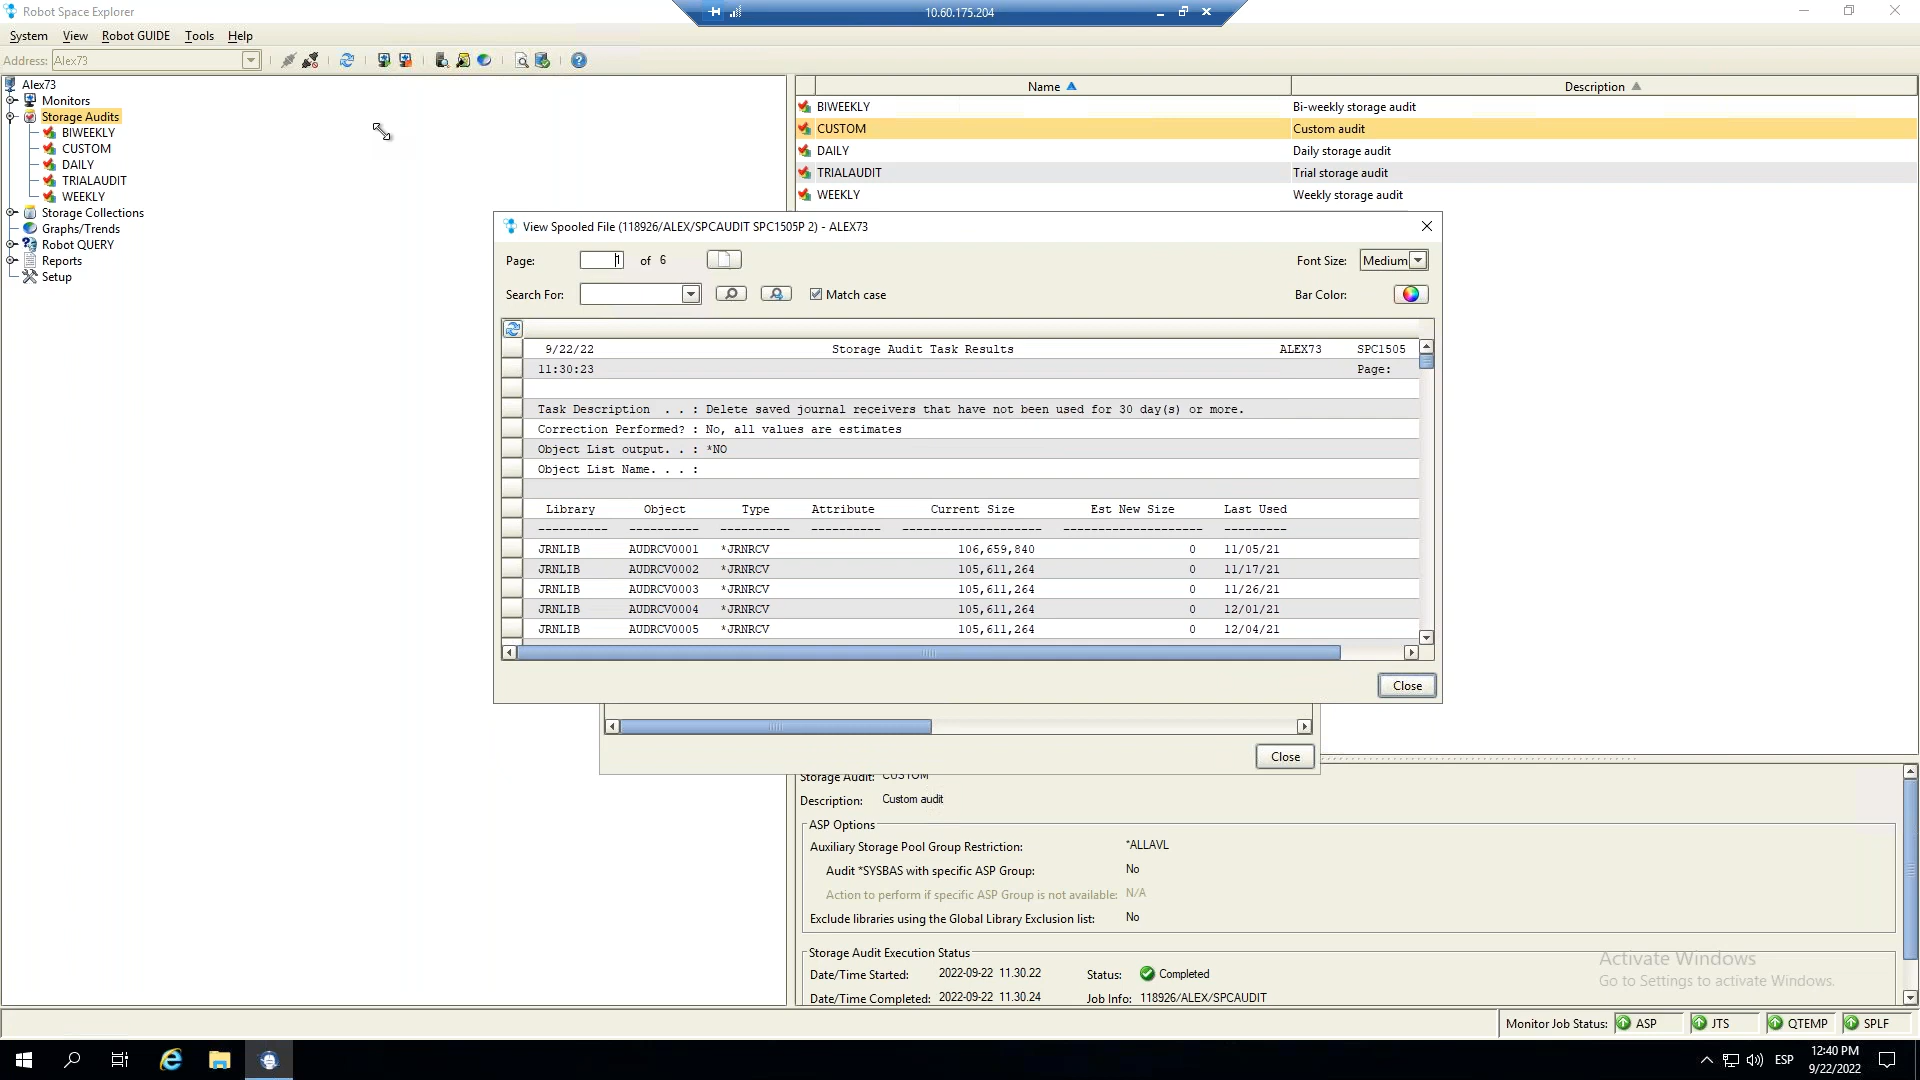 Robot Space Explorer
10.60.175.204
System View Robot GUIDE Tools Help
Address: Alex73
Alex73
Monitors
Storage Audits
BIWEEKLY
CUSTOM
DAILY
TRIALAUDIT
WEEKLY
Storage Collections
Graphs/Trends
Robot QUERY
Reports
Setup
Name Description
BIWEEKLY Bi-weekly storage audit
CUSTOM Custom audit
DAILY Daily storage audit
TRIALAUDIT Trial storage audit
WEEKLY Weekly storage audit
View Spooled File (118926/ALEX/SPCAUDIT SPC1505P 2) - ALEX73
Page: 1 of 6 Font Size: Medium
Search For: Match case Bar Color:
9/22/22 Storage Audit Task Results ALEX73 SPC1505
11:30:23 Page:
Task Description . . : Delete saved journal receivers that have not been used for 30 day(s) or more.
Correction Performed? : No, all values are estimates
Object List output. . : *NO
Object List Name. . . :
Library Object Type Attribute Current Size Est New Size Last Used
---------- ---------- ---------- ---------- -------------------- -------------------- ---------
JRNLIB AUDRCV0001 *JRNRCV 106,659,840 0 11/05/21
JRNLIB AUDRCV0002 *JRNRCV 105,611,264 0 11/17/21
JRNLIB AUDRCV0003 *JRNRCV 105,611,264 0 11/26/21
JRNLIB AUDRCV0004 *JRNRCV 105,611,264 0 12/01/21
JRNLIB AUDRCV0005 *JRNRCV 105,611,264 0 12/04/21
Close
Close
Storage Audit: CUSTOM
Description: Custom audit
ASP Options
Auxiliary Storage Pool Group Restriction: *ALLAVL
Audit *SYSBAS with specific ASP Group: No
Action to perform if specific ASP Group is not available: N/A
Exclude libraries using the Global Library Exclusion list: No
Storage Audit Execution Status
Date/Time Started: 2022-09-22 11.30.22 Status: Completed
Date/Time Completed: 2022-09-22 11.30.24 Job Info: 118926/ALEX/SPCAUDIT
Activate Windows
Go to Settings to activate Windows.
Monitor Job Status: ASP JTS QTEMP SPLF
ESP 12:40 PM
9/22/2022